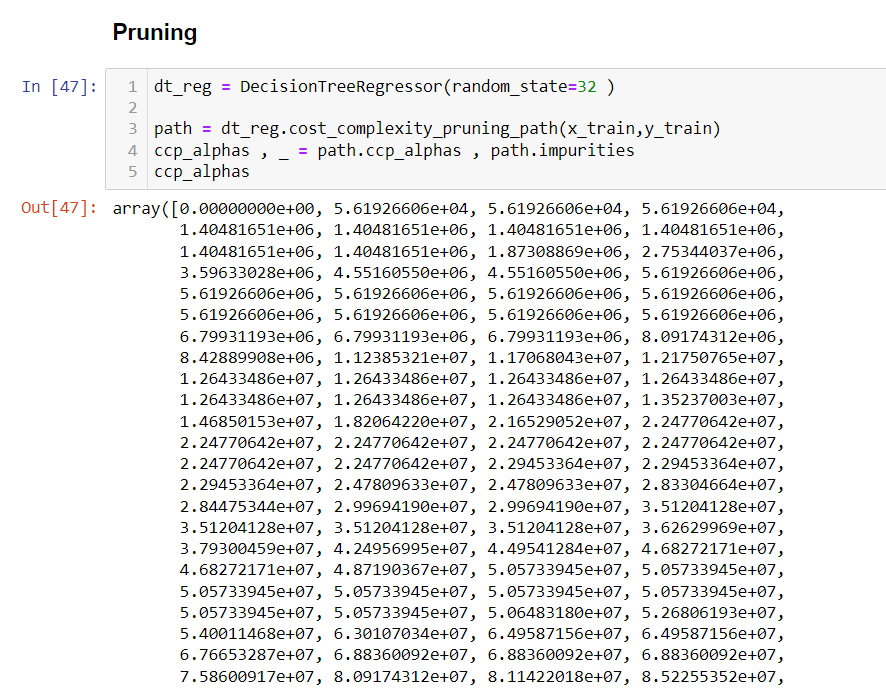 Pruning
In [47]:
1 dt_reg = DecisionTreeRegressor(random_state=32 )
2
3 path = dt_reg.cost_complexity_pruning_path(x_train,y_train)
4 ccp_alphas , _ = path.ccp_alphas , path.impurities
5 ccp_alphas
Out[47]: array([0.00000000e+00, 5.61926606e+04, 5.61926606e+04, 5.61926606e+04,
1.40481651e+06, 1.40481651e+06, 1.40481651e+06, 1.40481651e+06,
1.40481651e+06, 1.40481651e+06, 1.87308869e+06, 2.75344037e+06,
3.59633028e+06, 4.55160550e+06, 4.55160550e+06, 5.61926606e+06,
5.61926606e+06, 5.61926606e+06, 5.61926606e+06, 5.61926606e+06,
5.61926606e+06, 5.61926606e+06, 5.61926606e+06, 5.61926606e+06,
6.79931193e+06, 6.79931193e+06, 6.79931193e+06, 8.09174312e+06,
8.42889908e+06, 1.12385321e+07, 1.17068043e+07, 1.21750765e+07,
1.26433486e+07, 1.26433486e+07, 1.26433486e+07, 1.26433486e+07,
1.26433486e+07, 1.26433486e+07, 1.26433486e+07, 1.35237003e+07,
1.46850153e+07, 1.82064220e+07, 2.16529052e+07, 2.24770642e+07,
2.24770642e+07, 2.24770642e+07, 2.24770642e+07, 2.24770642e+07,
2.24770642e+07, 2.24770642e+07, 2.29453364e+07, 2.29453364e+07,
2.29453364e+07, 2.47809633e+07, 2.47809633e+07, 2.83304664e+07,
2.84475344e+07, 2.99694190e+07, 2.99694190e+07, 3.51204128e+07,
3.51204128e+07, 3.51204128e+07, 3.51204128e+07, 3.62629969e+07,
3.79300459e+07, 4.24956995e+07, 4.49541284e+07, 4.68272171e+07,
4.68272171e+07, 4.87190367e+07, 5.05733945e+07, 5.05733945e+07,
5.05733945e+07, 5.05733945e+07, 5.05733945e+07, 5.05733945e+07,
5.05733945e+07, 5.05733945e+07, 5.06483180e+07, 5.26806193e+07,
5.40011468e+07, 6.30107034e+07, 6.49587156e+07, 6.49587156e+07,
6.76653287e+07, 6.88360092e+07, 6.88360092e+07, 6.88360092e+07,
7.58600917e+07, 8.09174312e+07, 8.11422018e+07, 8.52255352e+07,